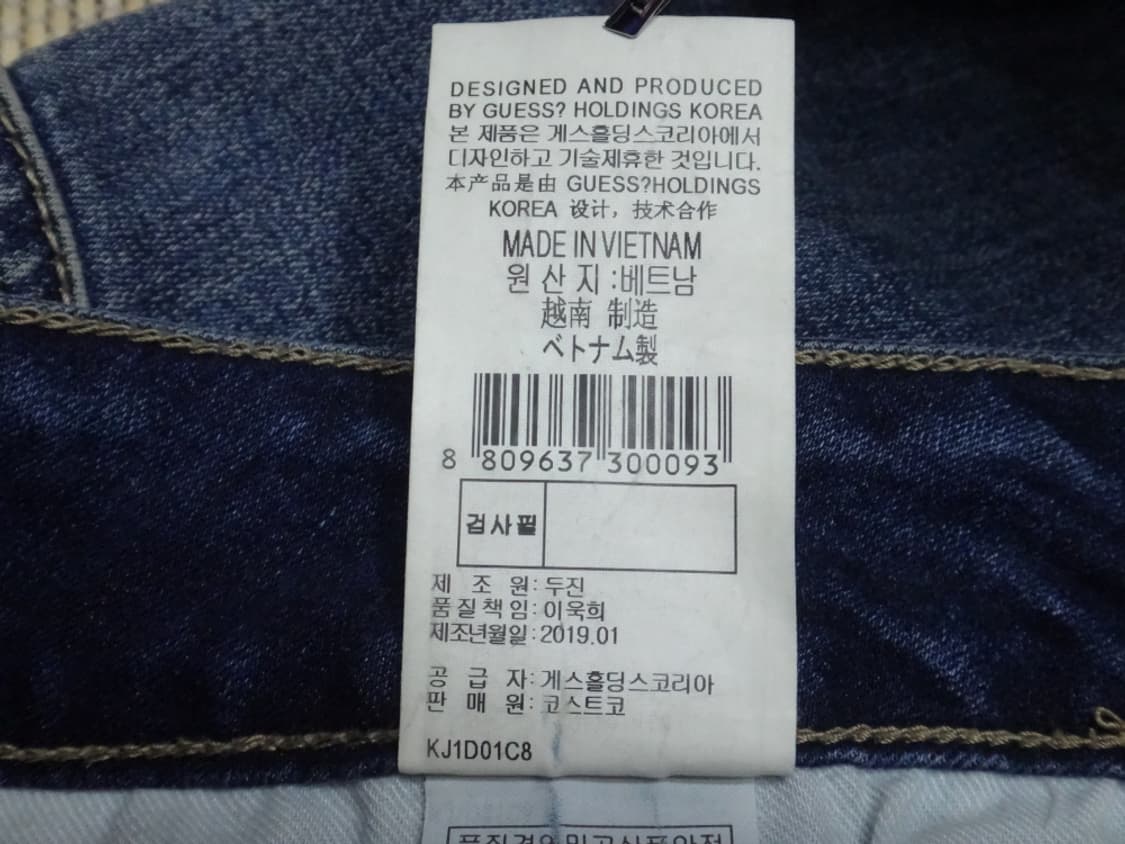 DESIGNED AND PRODUCED
BY GUESS? HOLDINGS KOREA
본 제품은 게스홀딩스코리아에서
디자인하고 기술제휴한 것입니다.
本产品是由 GUESS?HOLDINGS
KOREA 设计，技术合作
MADE IN VIETNAM
원 산 지 :베트남
越南 制造
ベトナム製
8 809637 300093
검사필
제 조 원: 두진
품질책임: 이욱희
제조년월일: 2019.01
공 급 자: 게스홀딩스코리아
판 매 원: 코스트코
KJ1D01C8